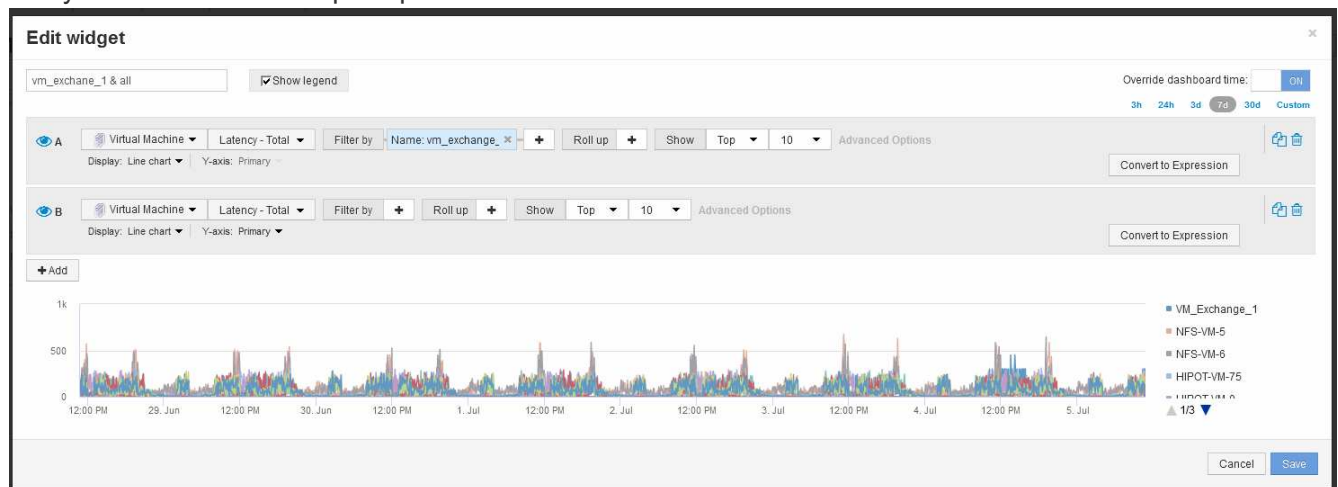 Edit widget
×
vm_exchane_1 & all
Show legend
Override dashboard time:
ON
3h 24h 3d 7d 30d Custom
A Virtual Machine Latency - Total Filter by Name: vm_exchange_ × + Roll up + Show Top 10 Advanced Options
Display: Line chart Y-axis: Primary
Convert to Expression
B Virtual Machine Latency - Total Filter by + Roll up + Show Top 10 Advanced Options
Display: Line chart Y-axis: Primary
Convert to Expression
+ Add
1k
500
0
12:00 PM 29. Jun 12:00 PM 30. Jun 12:00 PM 1. Jul 12:00 PM 2. Jul 12:00 PM 3. Jul 12:00 PM 4. Jul 12:00 PM 5. Jul
VM_Exchange_1
NFS-VM-5
NFS-VM-6
HIPOT-VM-75
1/3
Cancel Save